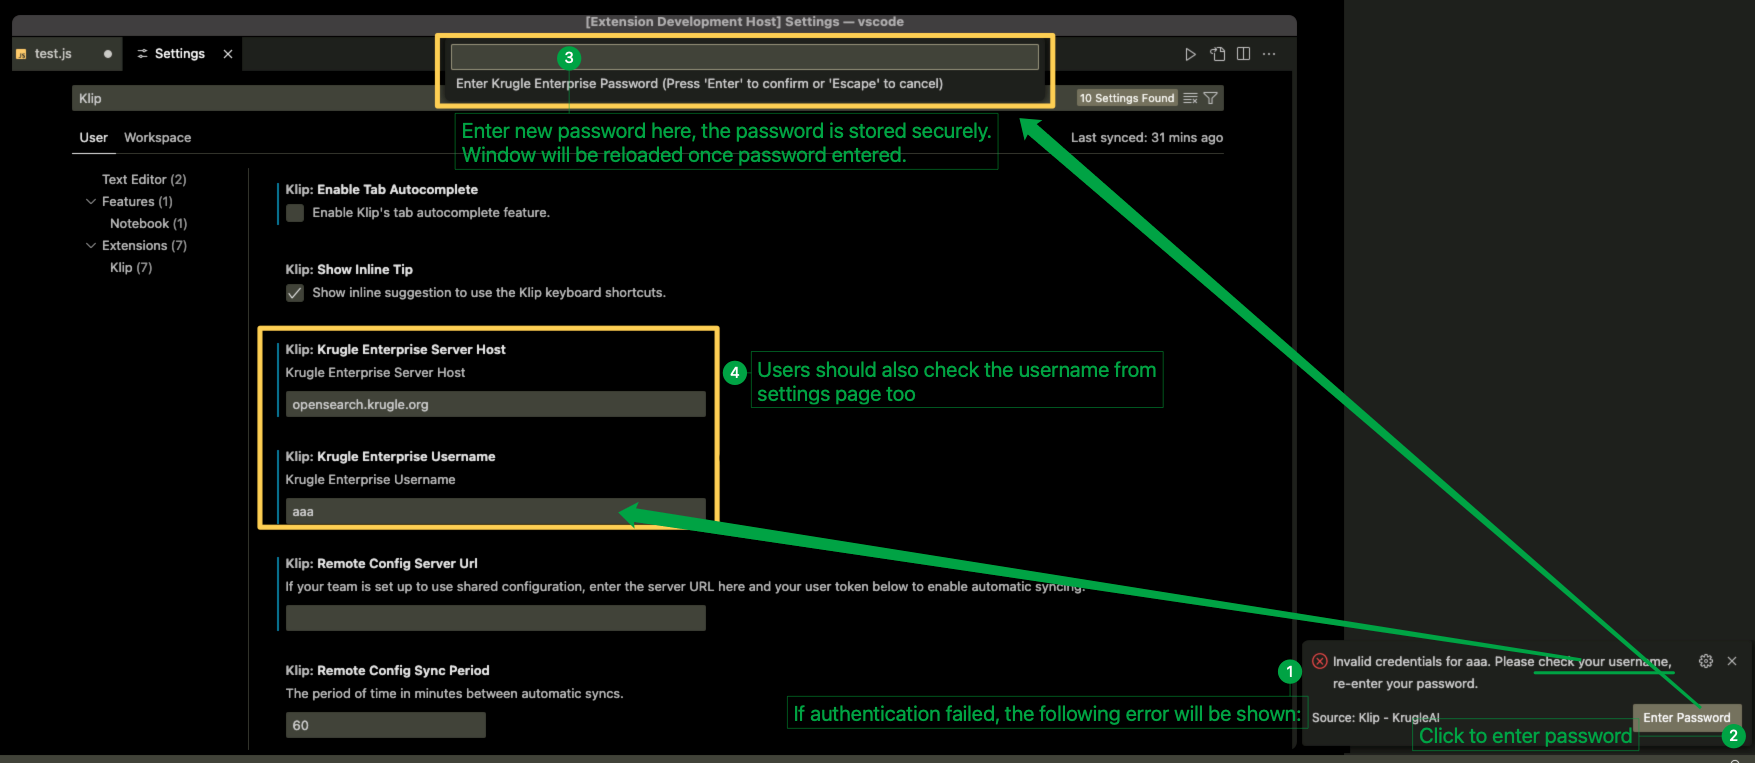 [Extension Development Host] Settings — vscode
test.js
Settings
3
Enter Krugle Enterprise Password (Press 'Enter' to confirm or 'Escape' to cancel)
Klip
10 Settings Found
Enter new password here, the password is stored securely.
Window will be reloaded once password entered.
User
Workspace
Last synced: 31 mins ago
Text Editor (2)
Features (1)
Notebook (1)
Extensions (7)
Klip (7)
Klip: Enable Tab Autocomplete
Enable Klip's tab autocomplete feature.
Klip: Show Inline Tip
Show inline suggestion to use the Klip keyboard shortcuts.
Klip: Krugle Enterprise Server Host
Krugle Enterprise Server Host
opensearch.krugle.org
4
Users should also check the username from
settings page too
Klip: Krugle Enterprise Username
Krugle Enterprise Username
aaa
Klip: Remote Config Server Url
If your team is set up to use shared configuration, enter the server URL here and your user token below to enable automatic syncing.
Klip: Remote Config Sync Period
The period of time in minutes between automatic syncs.
60
1
Invalid credentials for aaa. Please check your username,
re-enter your password.
If authentication failed, the following error will be shown:
Source: Klip - KrugleAI
Enter Password
Click to enter password
2